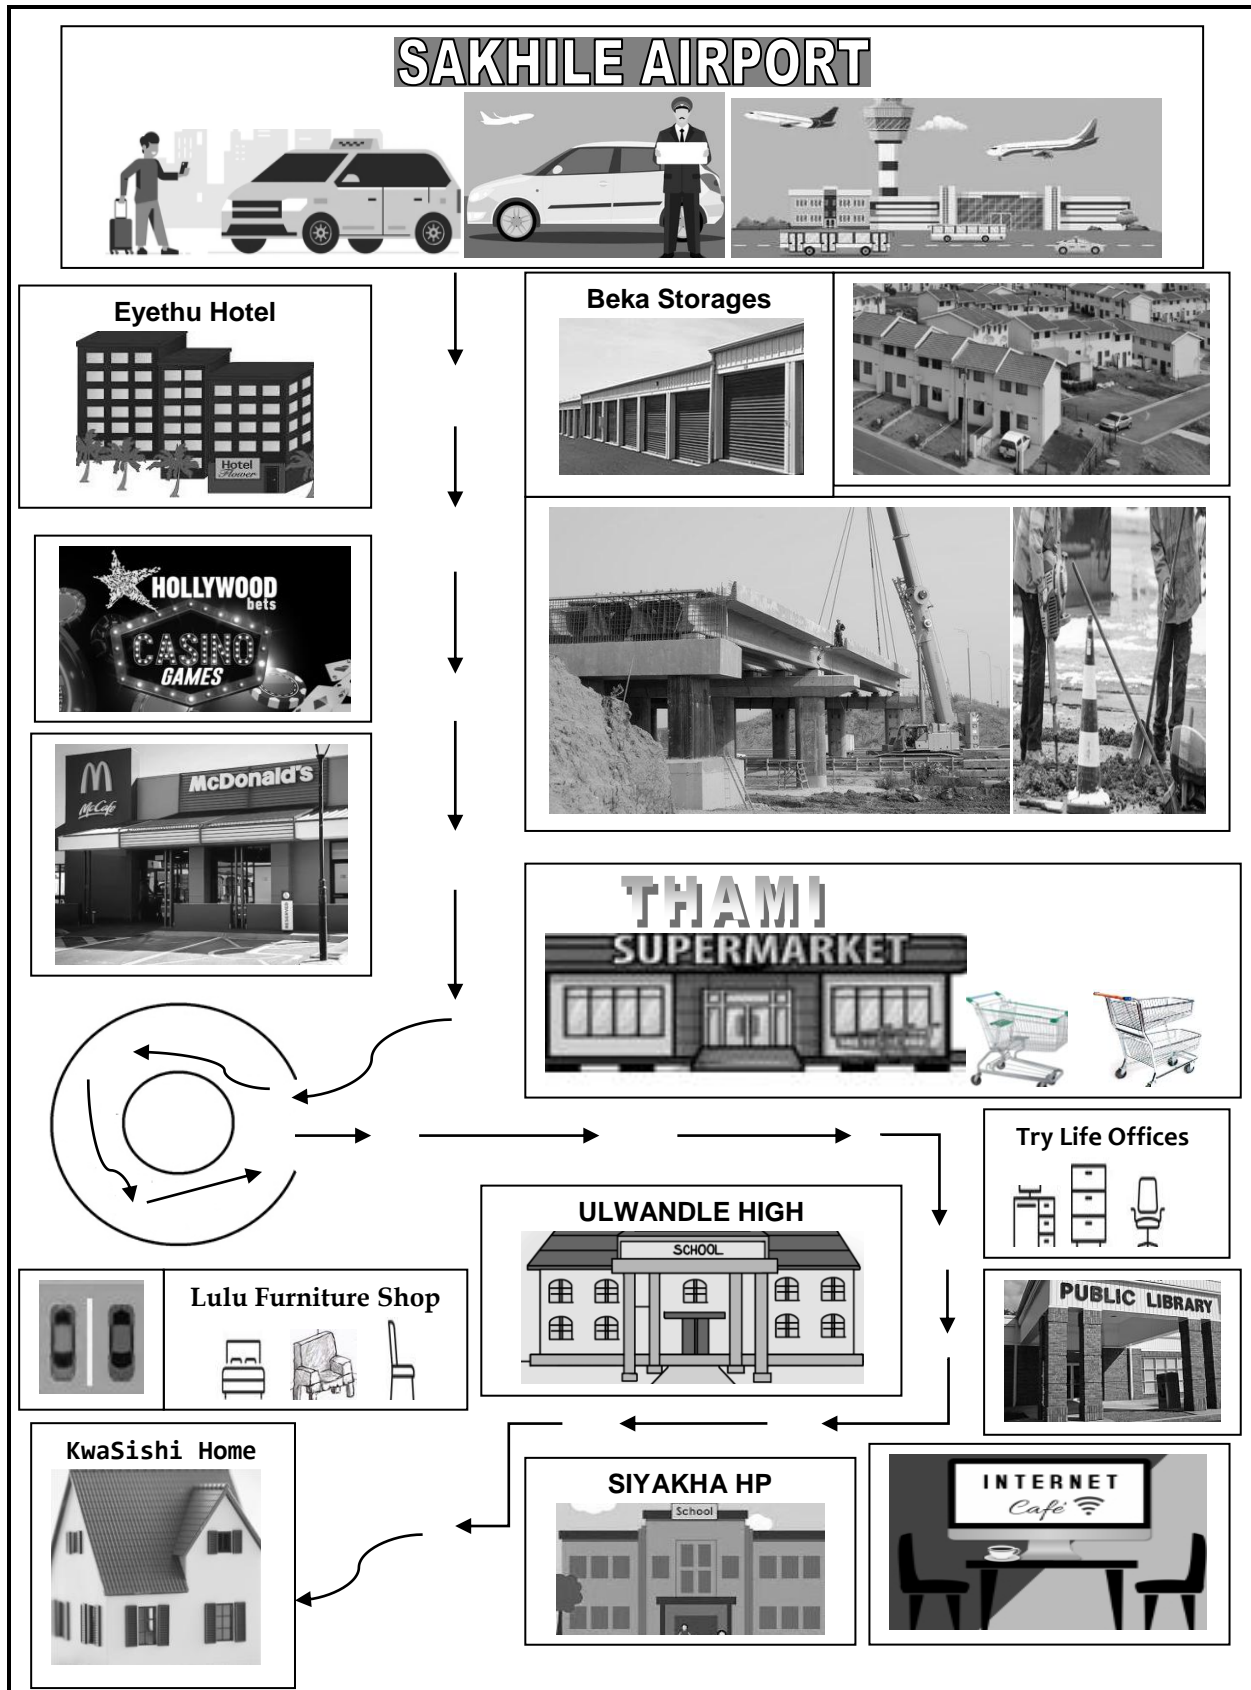 SAKHILE AIRPORT
Eyethu Hotel
Hotel
Flower
Beka Storages
HOLLYWOOD
bets
CASINO
GAMES
McCafé
McDonald's
THAMI
SUPERMARKET
Try Life Offices
ULWANDLE HIGH
SCHOOL
Lulu Furniture Shop
PUBLIC LIBRARY
KwaSishi Home
SIYAKHA HP
School
INTERNET
Café